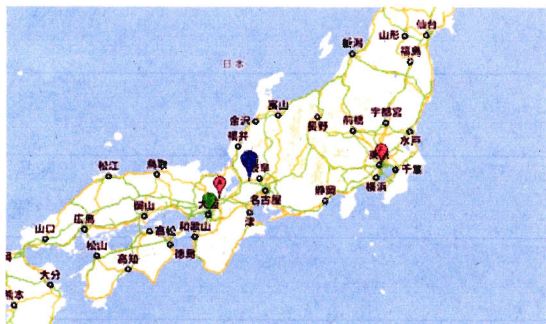 仙台
山形
新潟
福島
日本
富山
金沢
宇都宮
長野
前橋
水戸
福井
鳥取
松江
岐阜
千葉
横浜
名古屋
静岡
岡山
津
広島
和歌山
山口
高松
徳島
松山
高知
大分
熊本